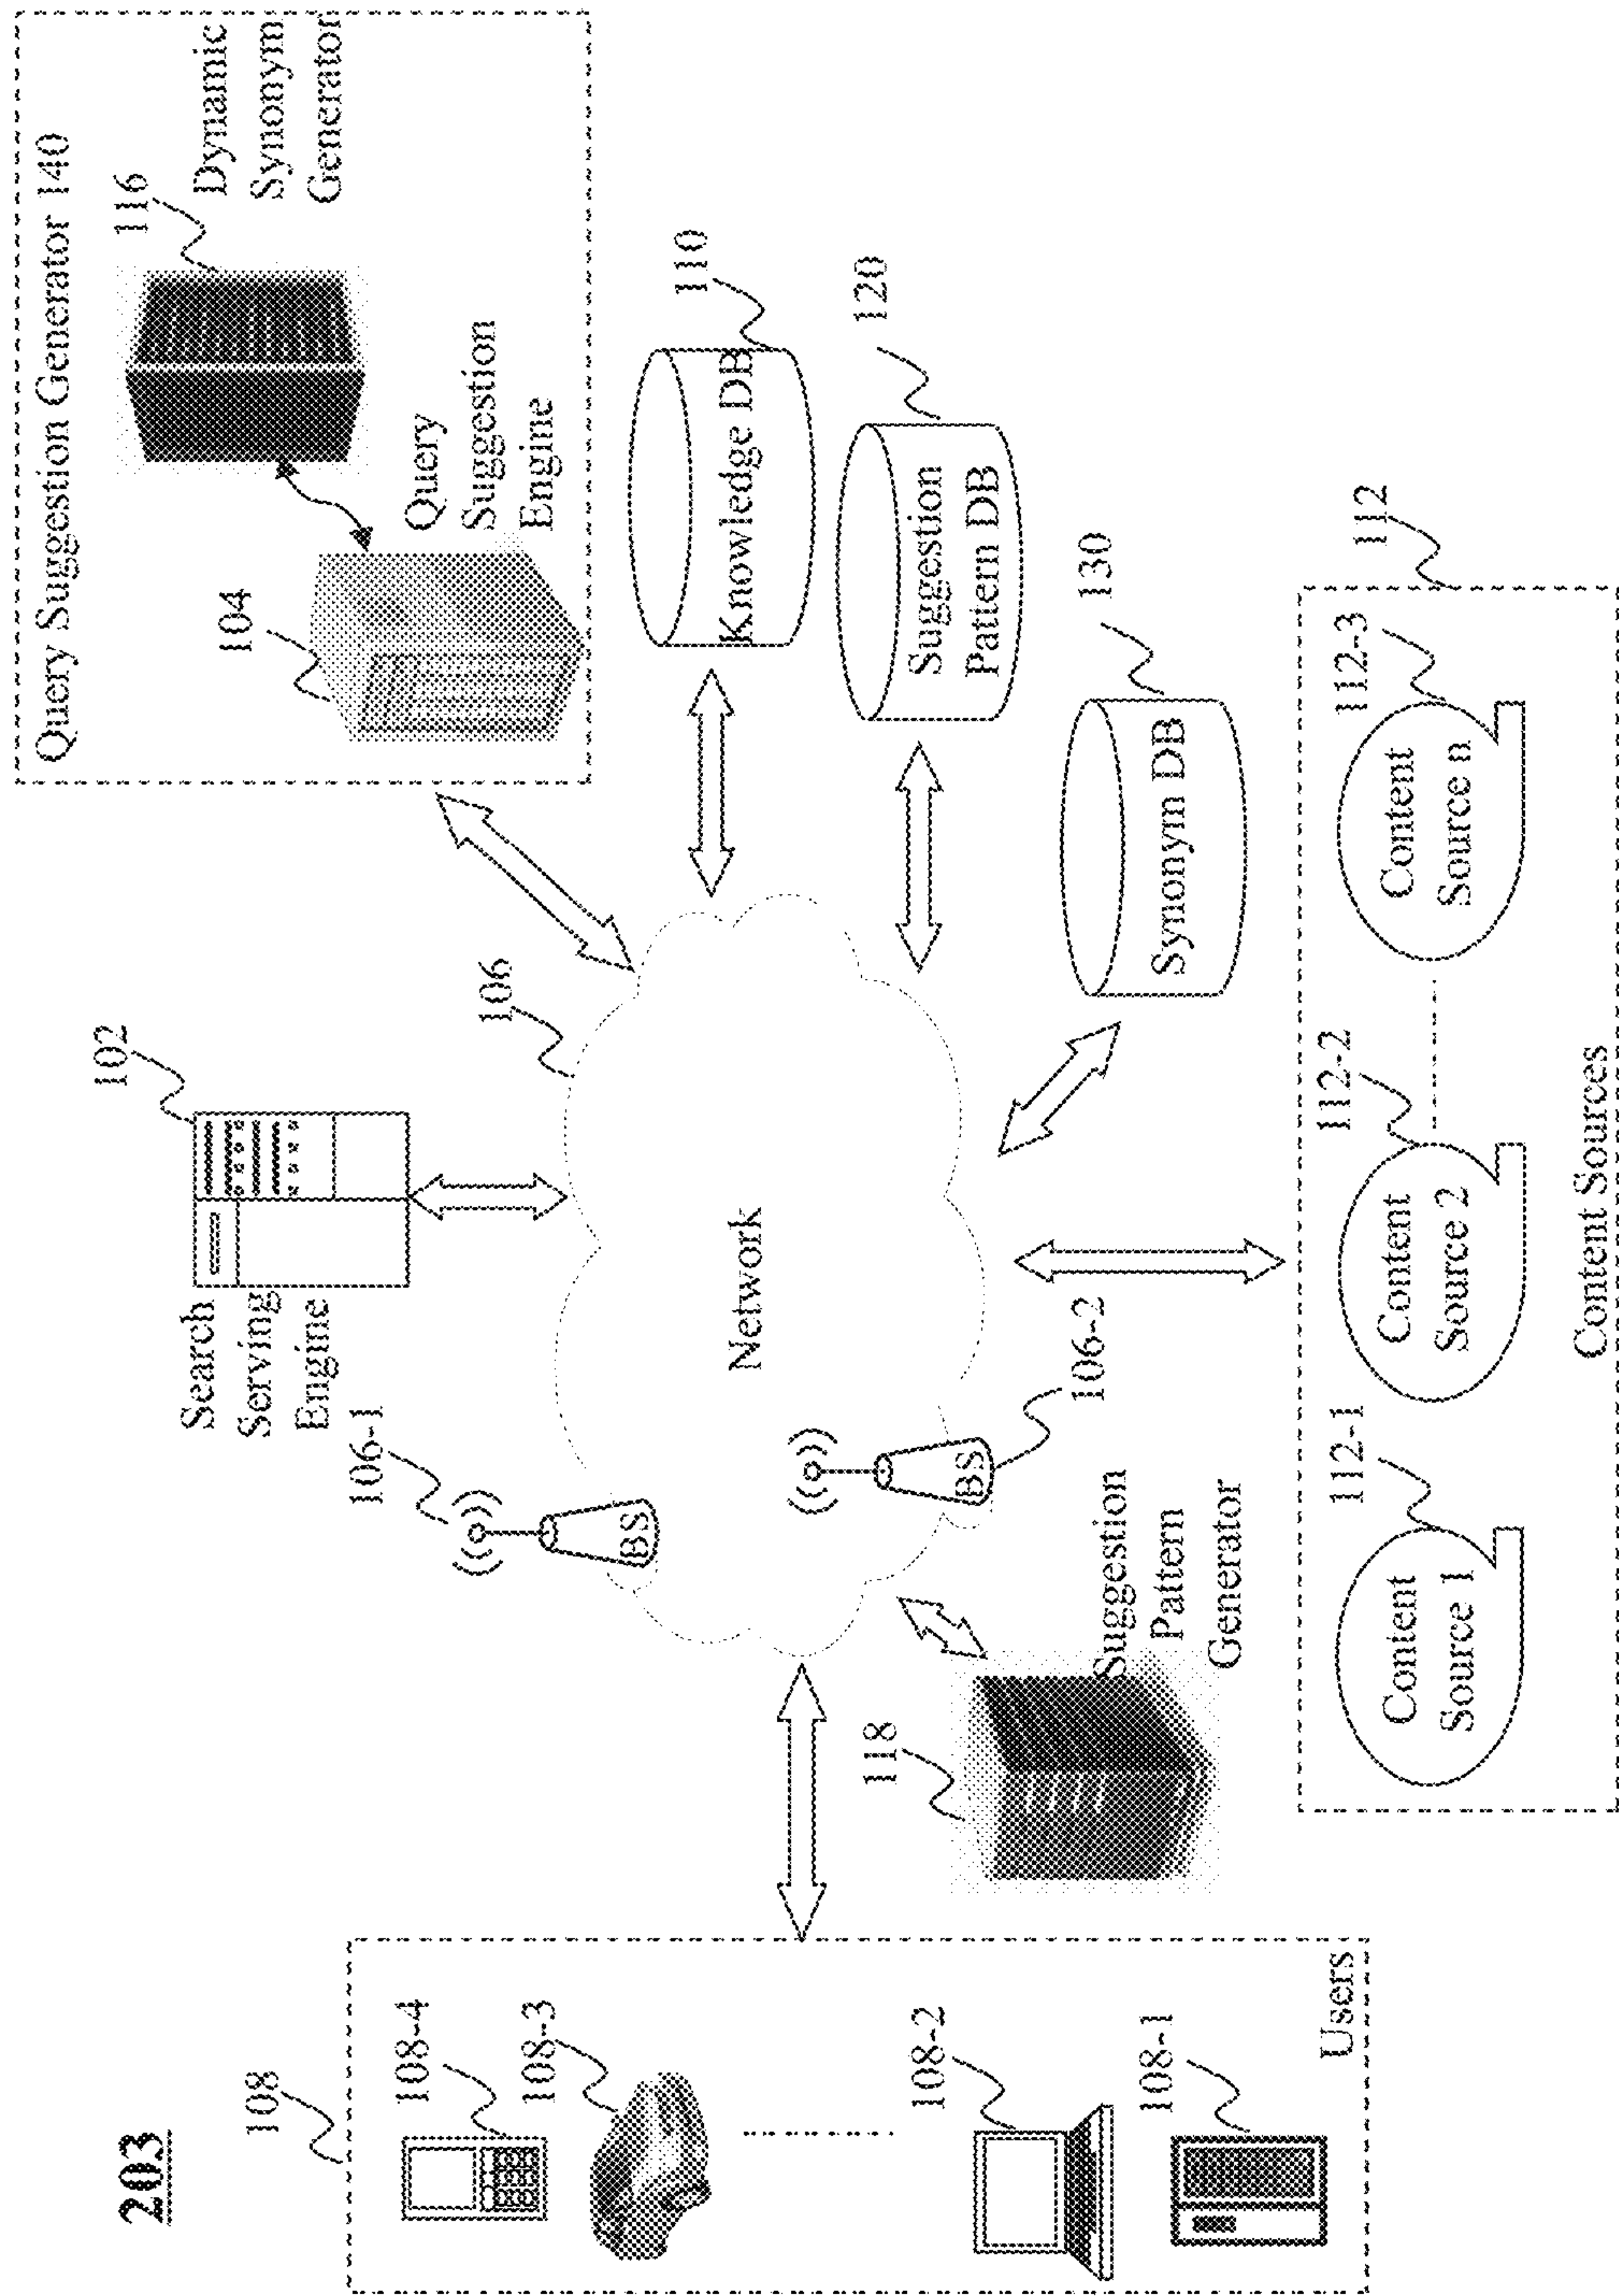 203
108
108-4
108-3
108-2
108-1
Users
Search
Serving
Engine
102
106-1
BS
106
Network
BS
106-2
118
Suggestion
Pattern
Generator
Query Suggestion Generator 140
104
116
Dynamic
Synonym
Generator
Query
Suggestion
Engine
Knowledge DB
110
Suggestion
Pattern DB
120
Synonym DB
130
112
112-1
Content
Source 1
112-2
Content
Source 2
112-3
Content
Source n
Content Sources